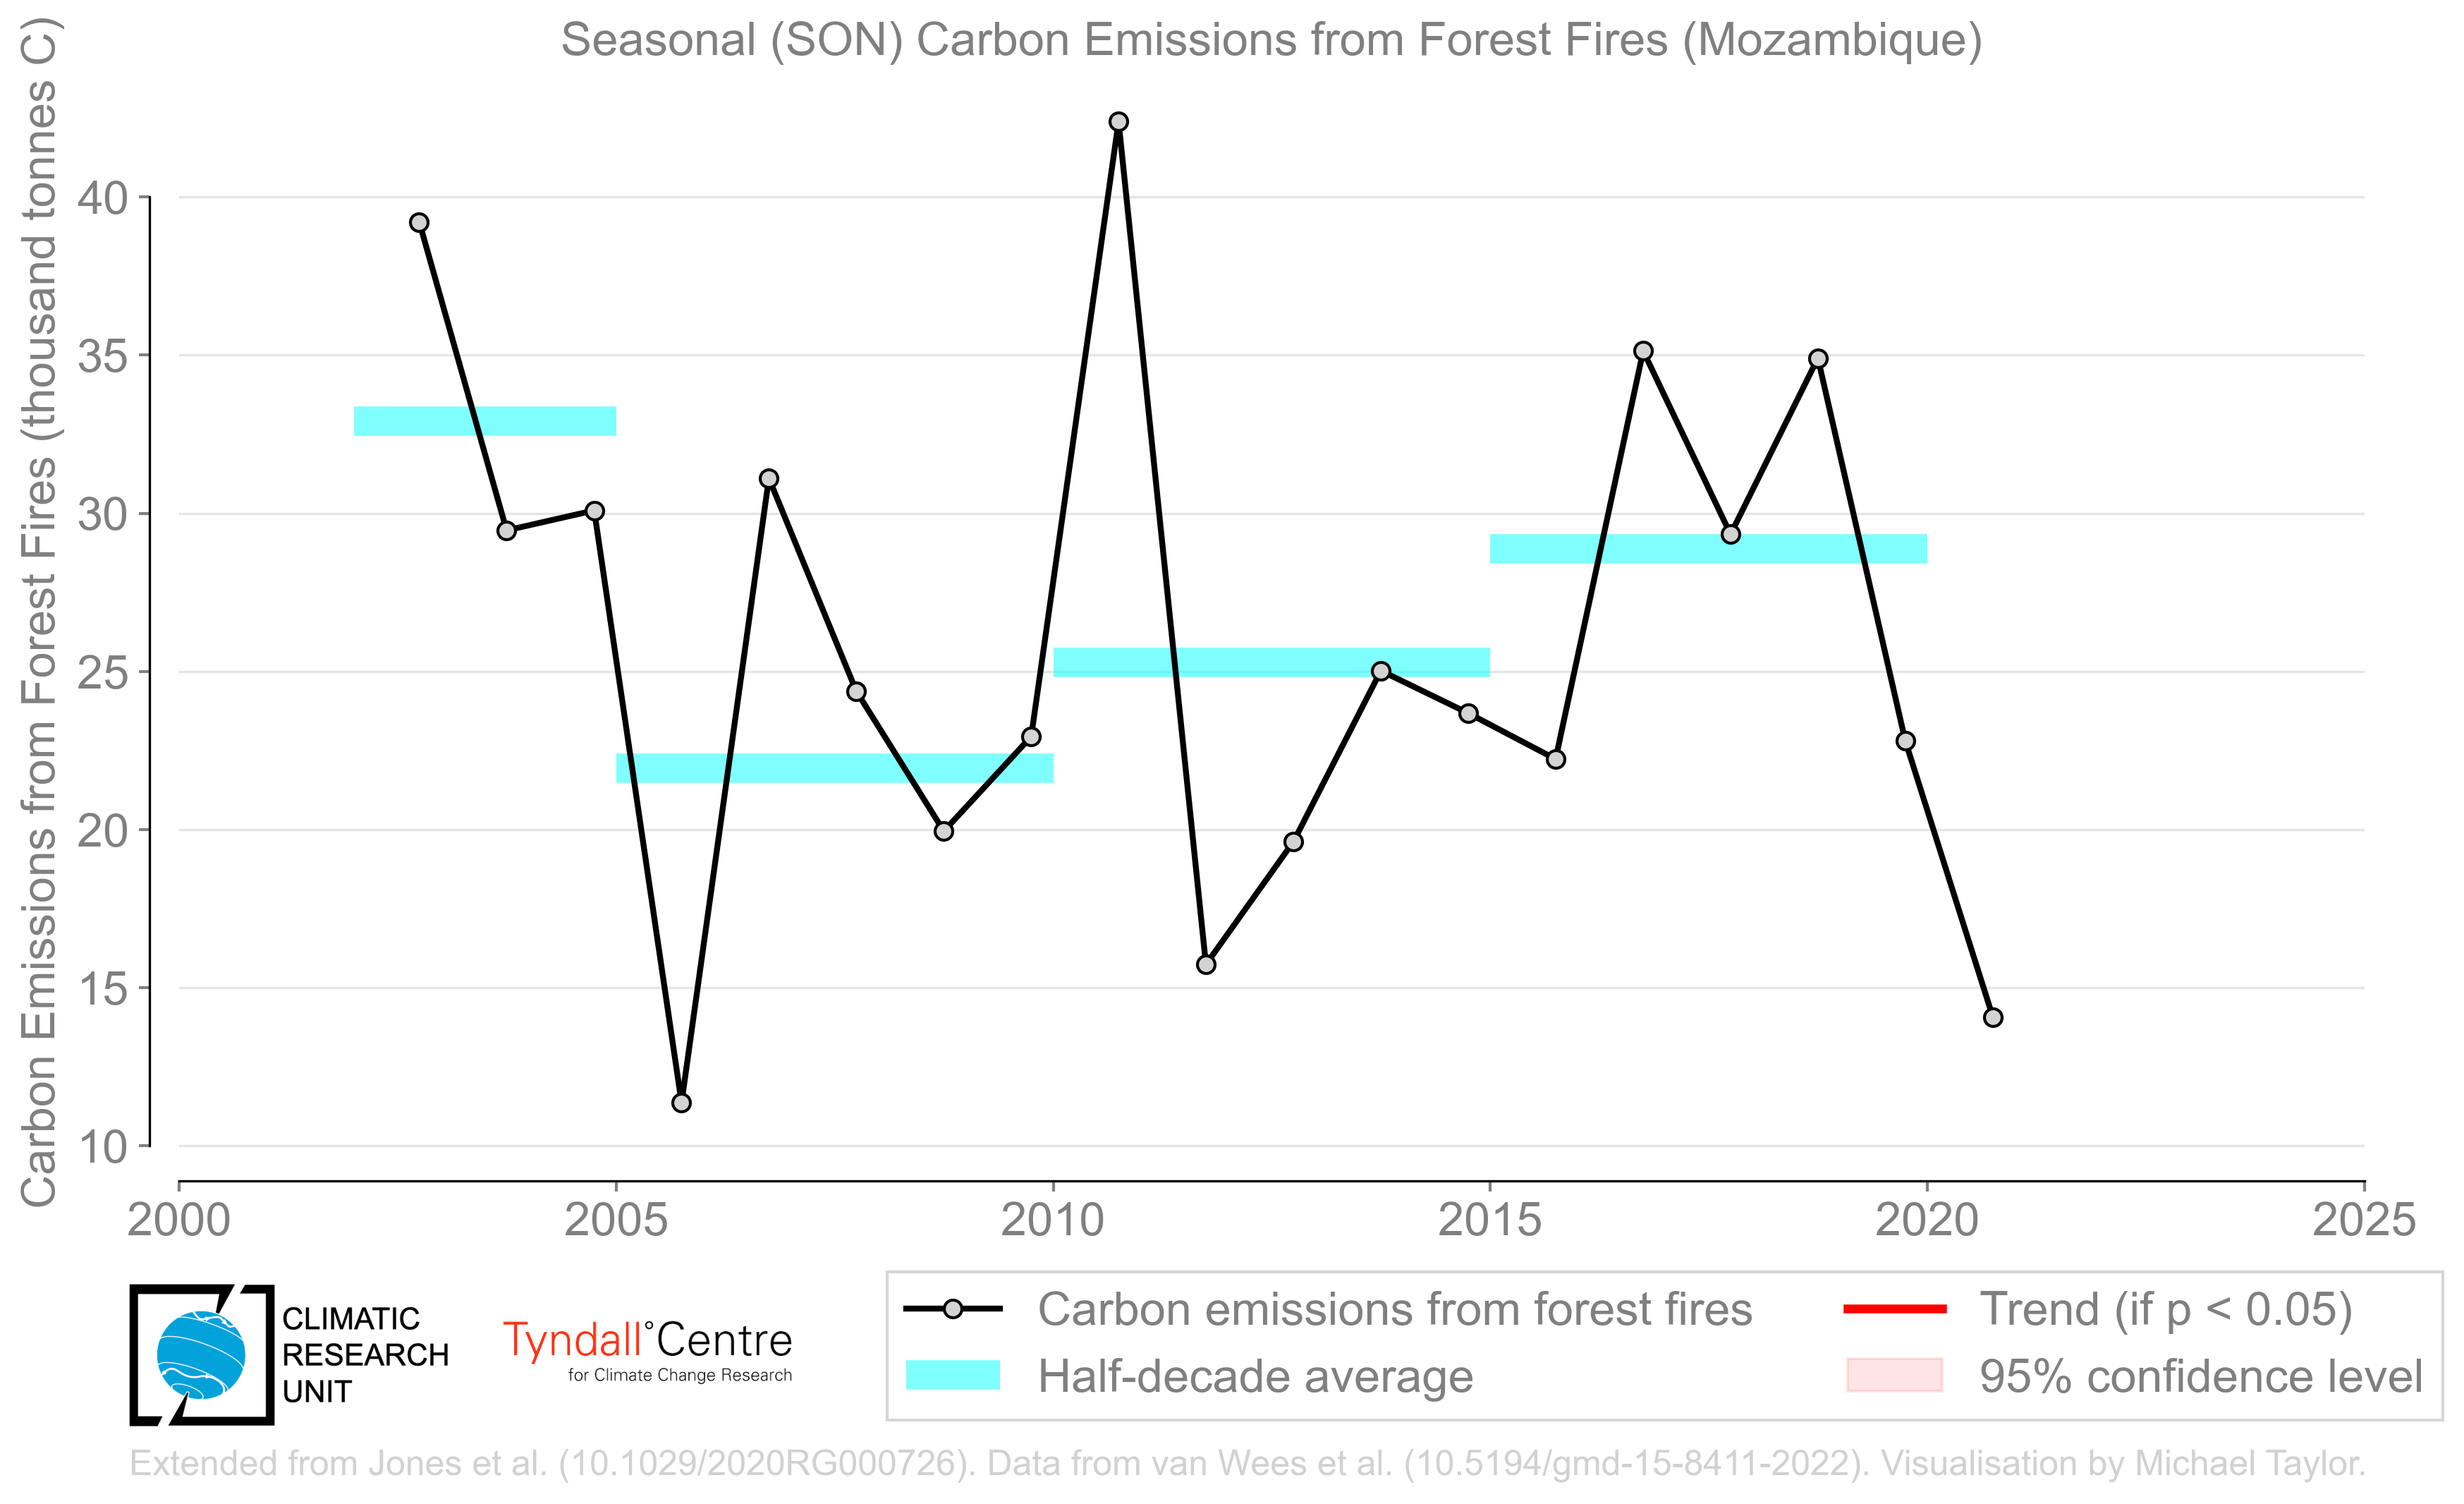 Seasonal (SON) Carbon Emissions from Forest Fires (Mozambique)
Carbon Emissions from Forest Fires (thousand tonnes C)
40
35
30
25
20
15
10
2000 2005 2010 2015 2020 2025
Carbon emissions from forest fires
Half-decade average
Trend (if p < 0.05)
95% confidence level
CLIMATIC
RESEARCH
UNIT
Tyndall°Centre
for Climate Change Research
Extended from Jones et al. (10.1029/2020RG000726). Data from van Wees et al. (10.5194/gmd-15-8411-2022). Visualisation by Michael Taylor.